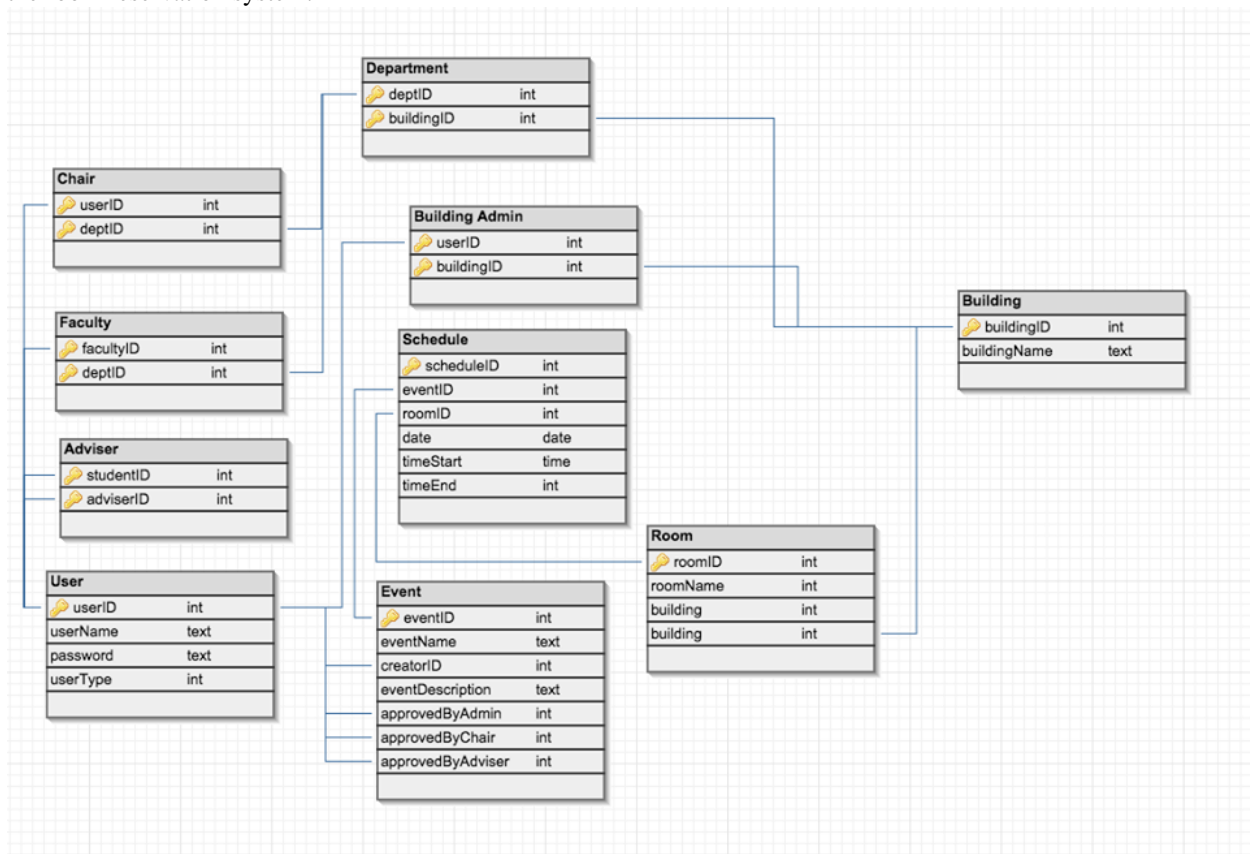 Department
deptID int
buildingID int
Chair
userID int
deptID int
Building Admin
userID int
buildingID int
Building
buildingID int
buildingName text
Faculty
facultyID int
deptID int
Schedule
scheduleID int
eventID int
roomID int
date date
timeStart time
timeEnd int
Adviser
studentID int
adviserID int
Room
roomID int
roomName int
building int
building int
User
userID int
userName text
password text
userType int
Event
eventID int
eventName text
creatorID int
eventDescription text
approvedByAdmin int
approvedByChair int
approvedByAdviser int